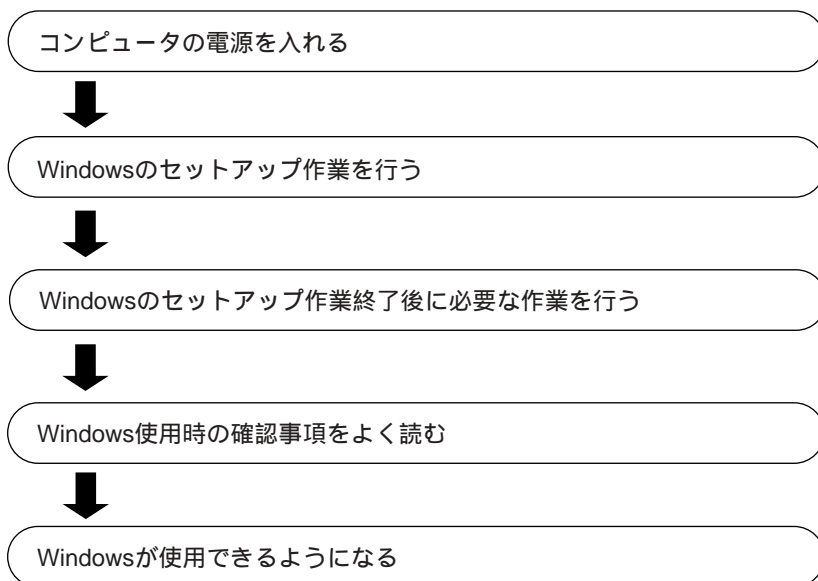 コンピュータの電源を入れる
Windowsのセットアップ作業を行う
Windowsのセットアップ作業終了後に必要な作業を行う
Windows使用時の確認事項をよく読む
Windowsが使用できるようになる